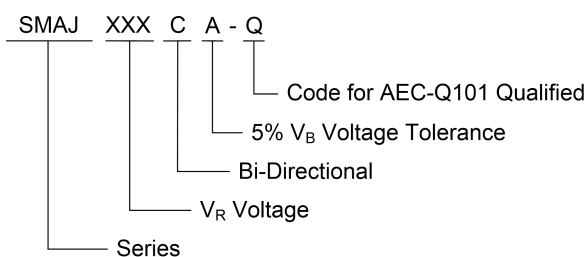 SMAJ XXX C A - Q
Code for AEC-Q101 Qualified
5% VB Voltage Tolerance
Bi-Directional
VR Voltage
Series